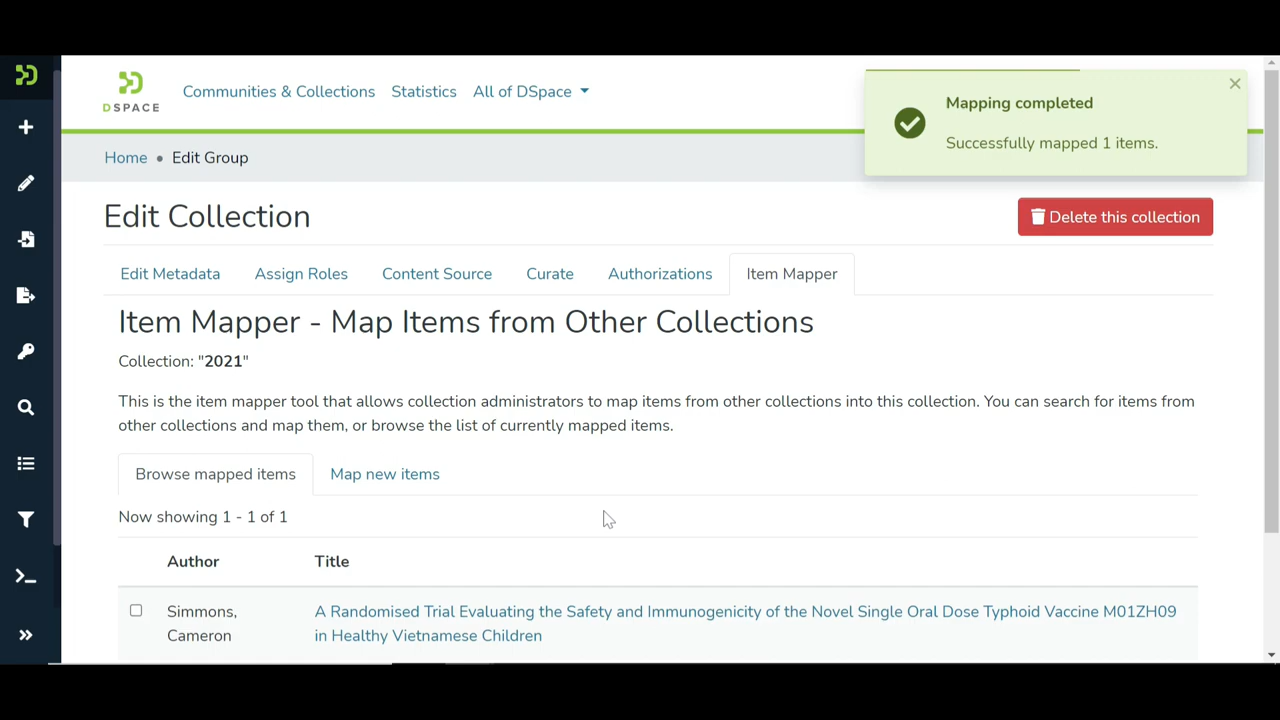 DSPACE
Communities & Collections
Statistics
All of DSpace
Mapping completed
Successfully mapped 1 items.
Home • Edit Group
Edit Collection
Delete this collection
Edit Metadata
Assign Roles
Content Source
Curate
Authorizations
Item Mapper
Item Mapper - Map Items from Other Collections
Collection: "2021"
This is the item mapper tool that allows collection administrators to map items from other collections into this collection. You can search for items from
other collections and map them, or browse the list of currently mapped items.
Browse mapped items
Map new items
Now showing 1 - 1 of 1
Author
Title
Simmons,
Cameron
A Randomised Trial Evaluating the Safety and Immunogenicity of the Novel Single Oral Dose Typhoid Vaccine M01ZH09
in Healthy Vietnamese Children